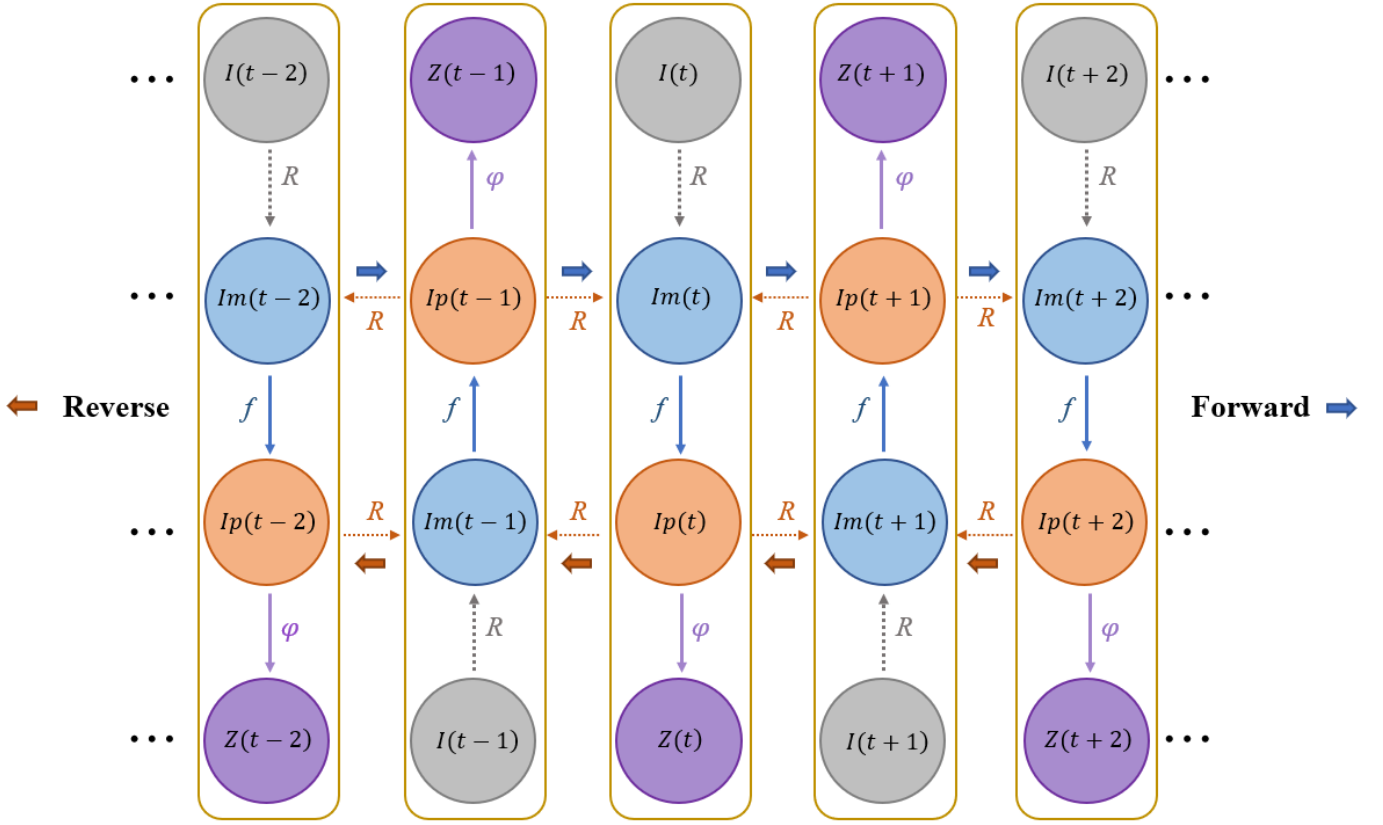 ... I(t − 2) Z(t − 1) I(t) Z(t + 1) I(t + 2) ...
R φ R φ R
... Im(t − 2) Ip(t − 1) Im(t) Ip(t + 1) Im(t + 2) ...
R R R R
Reverse f f f f f Forward
R R R R
... Ip(t − 2) Im(t − 1) Ip(t) Im(t + 1) Ip(t + 2) ...
φ R φ R φ
... Z(t − 2) I(t − 1) Z(t) I(t + 1) Z(t + 2) ...